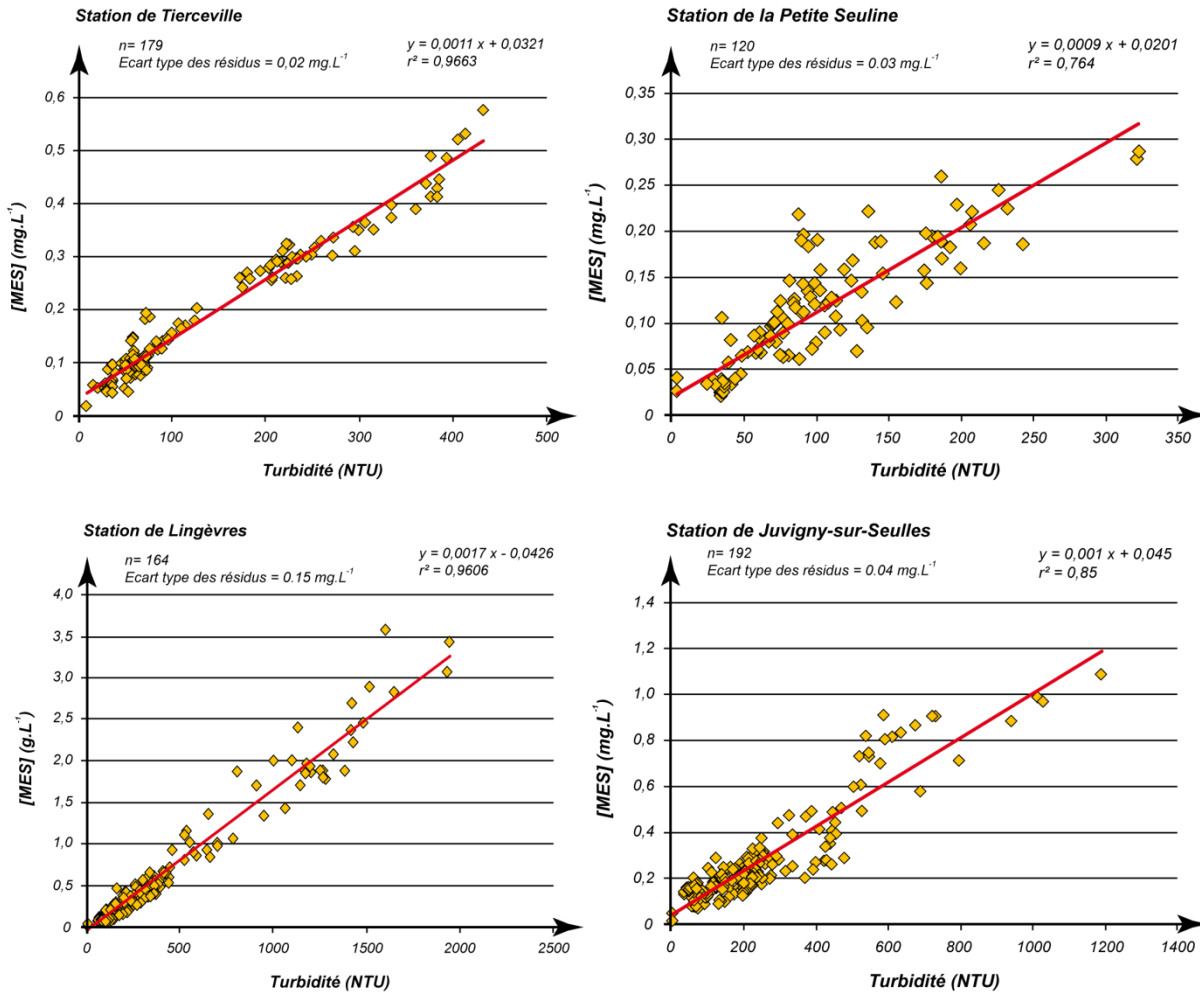 Station de Tierceville
n= 179
Ecart type des résidus = 0,02 mg.L⁻¹
y = 0,0011 x + 0,0321
r² = 0,9663
[MES] (mg.L⁻¹)
0,6
0,5
0,4
0,3
0,2
0,1
0
0 100 200 300 400 500
Turbidité (NTU)
Station de la Petite Seuline
n= 120
Ecart type des résidus = 0.03 mg.L⁻¹
y = 0,0009 x + 0,0201
r² = 0,764
[MES] (mg.L⁻¹)
0,35
0,30
0,25
0,20
0,15
0,10
0,05
0
0 50 100 150 200 250 300 350
Turbidité (NTU)
Station de Lingèvres
n= 164
Ecart type des résidus = 0.15 mg.L⁻¹
y = 0,0017 x - 0,0426
r² = 0,9606
[MES] (g.L⁻¹)
4,0
3,5
3,0
2,5
2,0
1,5
1,0
0,5
0
0 500 1000 1500 2000 2500
Turbidité (NTU)
Station de Juvigny-sur-Seulles
n= 192
Ecart type des résidus = 0.04 mg.L⁻¹
y = 0,001 x + 0,045
r² = 0,85
[MES] (mg.L⁻¹)
1,4
1,2
1,0
0,8
0,6
0,4
0,2
0
0 200 400 600 800 1000 1200 1400
Turbidité (NTU)